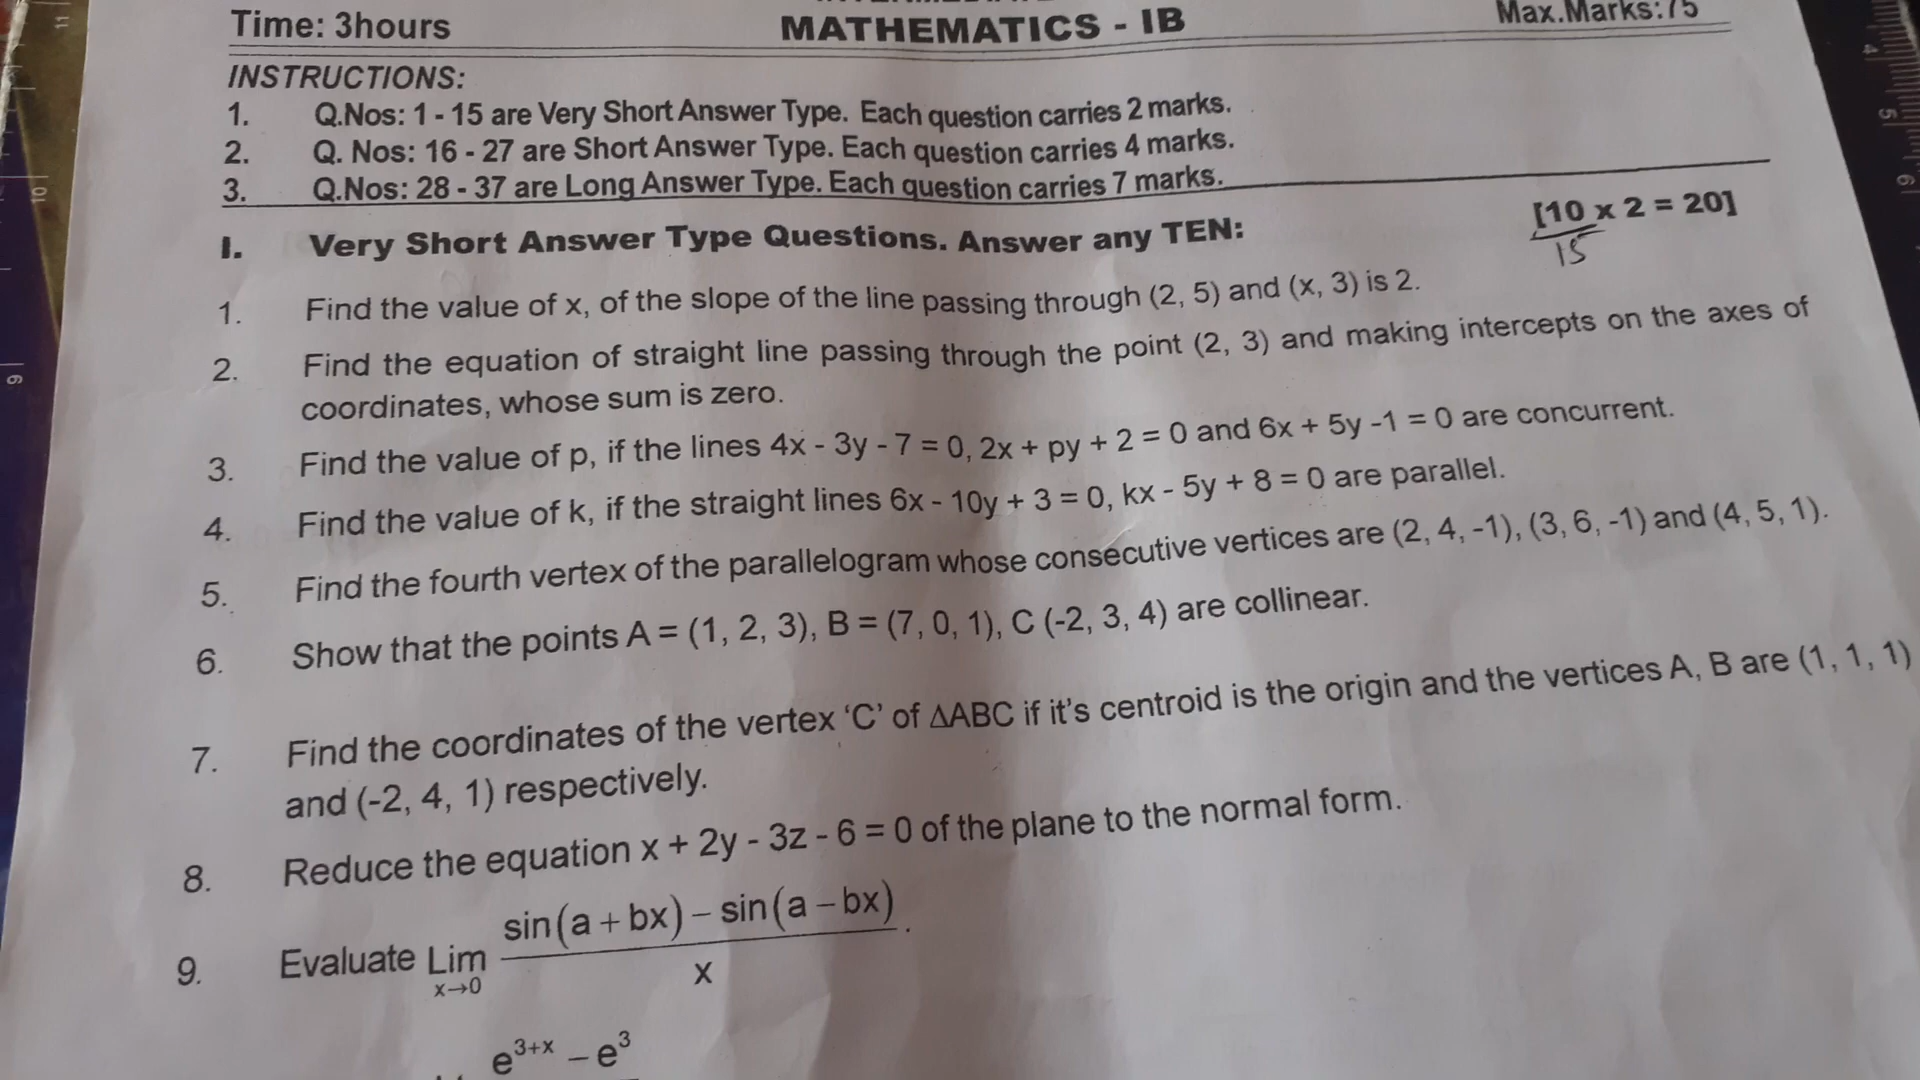 Time: 3hours
MATHEMATICS - IB
Max.Marks:75
INSTRUCTIONS:
1. Q.Nos: 1 - 15 are Very Short Answer Type. Each question carries 2 marks.
2. Q. Nos: 16 - 27 are Short Answer Type. Each question carries 4 marks.
3. Q.Nos: 28 - 37 are Long Answer Type. Each question carries 7 marks.
I. Very Short Answer Type Questions. Answer any TEN: [10 x 2 = 20]
15
1. Find the value of x, of the slope of the line passing through (2, 5) and (x, 3) is 2.
2. Find the equation of straight line passing through the point (2, 3) and making intercepts on the axes of
coordinates, whose sum is zero.
3. Find the value of p, if the lines 4x - 3y - 7 = 0, 2x + py + 2 = 0 and 6x + 5y -1 = 0 are concurrent.
4. Find the value of k, if the straight lines 6x - 10y + 3 = 0, kx - 5y + 8 = 0 are parallel.
5. Find the fourth vertex of the parallelogram whose consecutive vertices are (2, 4, -1), (3, 6, -1) and (4, 5, 1).
6. Show that the points A = (1, 2, 3), B = (7, 0, 1), C (-2, 3, 4) are collinear.
7. Find the coordinates of the vertex ‘C’ of ΔABC if it's centroid is the origin and the vertices A, B are (1, 1, 1)
and (-2, 4, 1) respectively.
8. Reduce the equation x + 2y - 3z - 6 = 0 of the plane to the normal form.
sin(a + bx) – sin(a – bx)
9. Evaluate Lim
x→0 x
e³⁺ˣ – e³